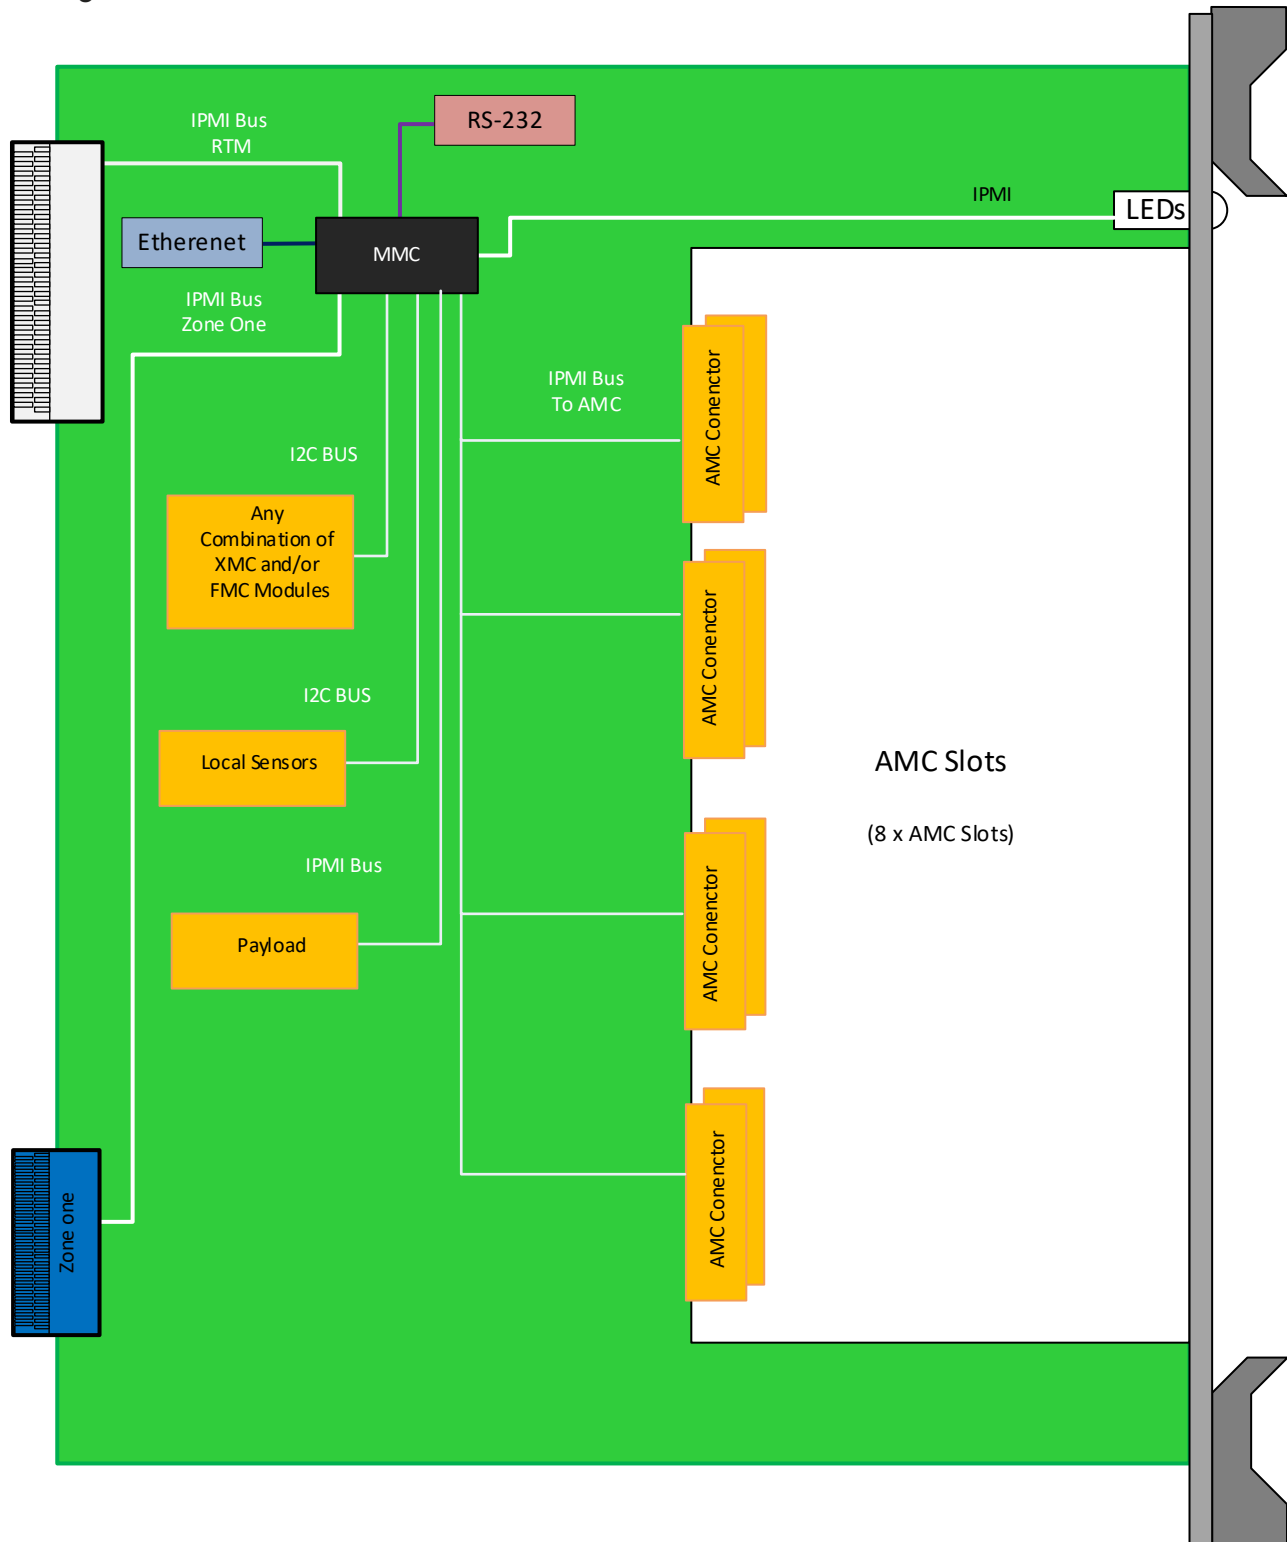 IPMI Bus
RTM
RS-232
IPMI
LEDs
Etherenet
MMC
IPMI Bus
Zone One
IPMI Bus
To AMC
AMC Conenctor
I2C BUS
Any
Combination of
XMC and/or
FMC Modules
AMC Conenctor
I2C BUS
Local Sensors
AMC Slots
(8 x AMC Slots)
IPMI Bus
AMC Conenctor
Payload
Zone one
AMC Conenctor